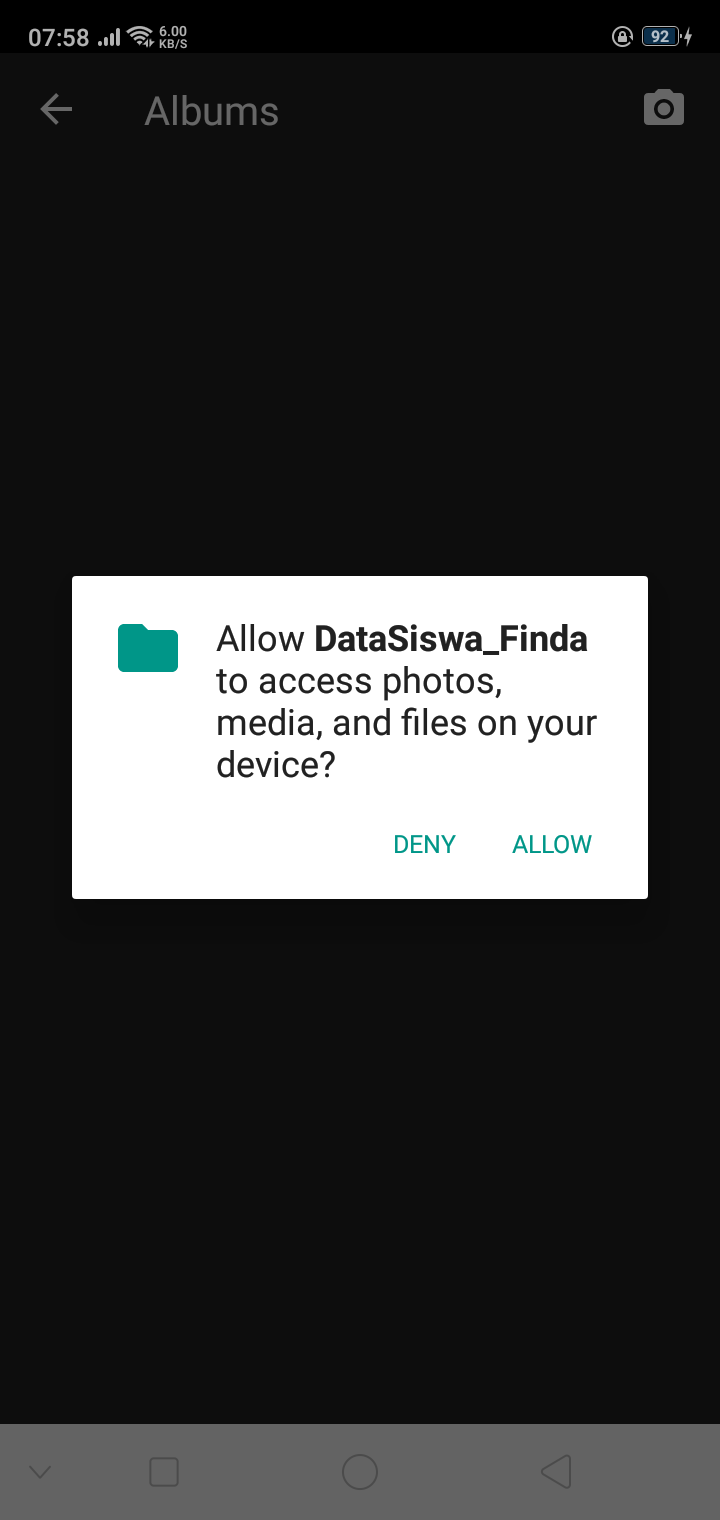 07:58 6.00 KB/S 92
Albums
Allow DataSiswa_Finda
to access photos,
media, and files on your
device?
DENY ALLOW